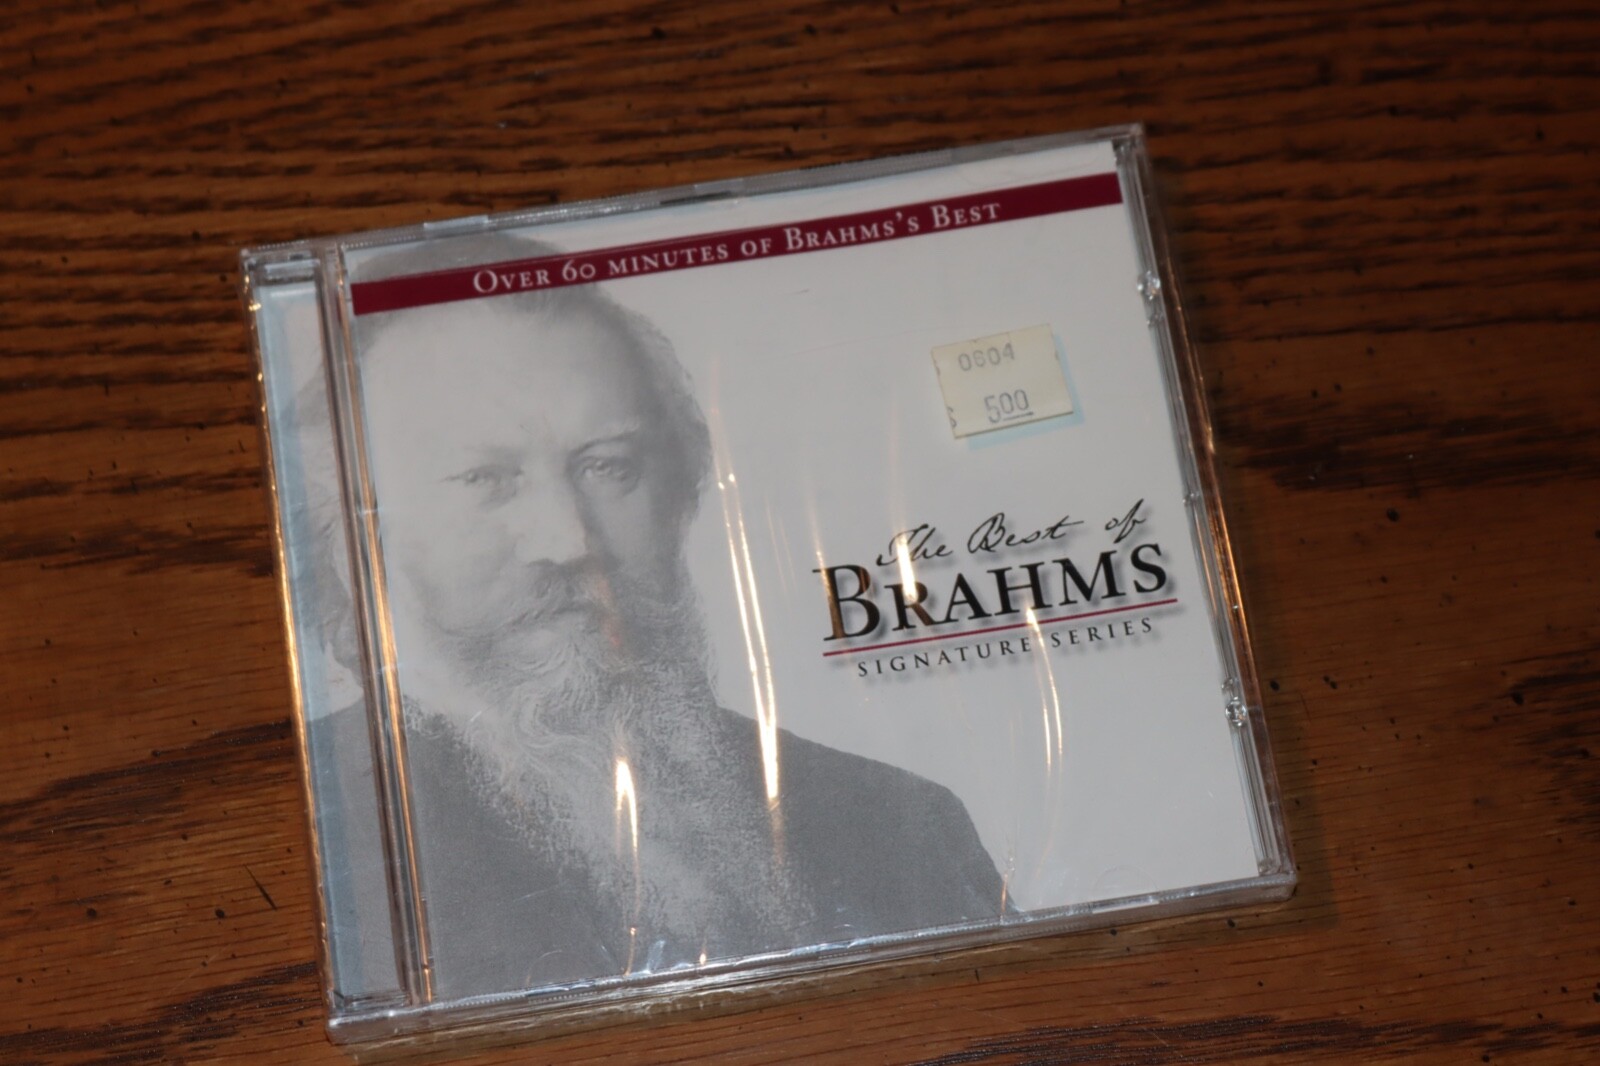 Over 60 minutes of Brahms's Best
0604
$ 500
The Best of
BRAHMS
SIGNATURE SERIES